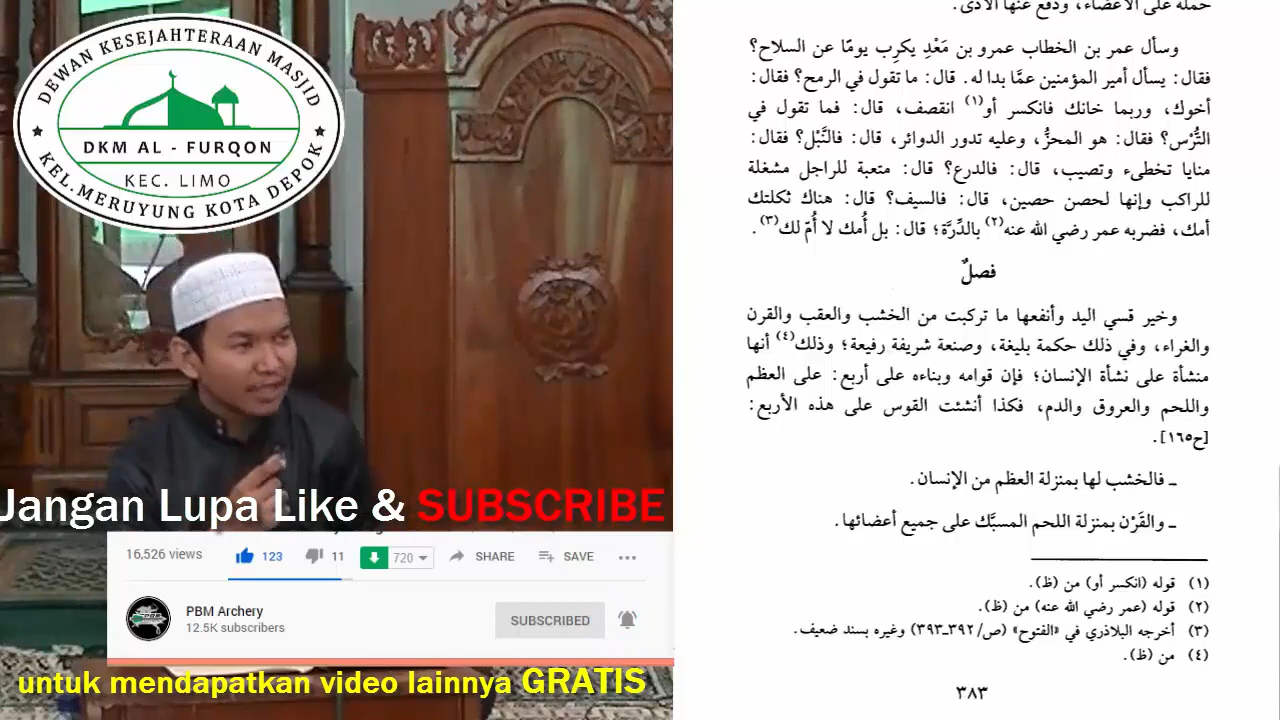 DEWAN KESEJAHTERAAN MASJID
DKM AL - FURQON
KEC. LIMO
KEL.MERUYUNG KOTA DEPOK
Jangan Lupa Like & SUBSCRIBE
16,526 views
123
11
720
SHARE
SAVE
PBM Archery
12.5K subscribers
SUBSCRIBED
untuk mendapatkan video lainnya GRATIS
حمله على الأعضاء، ودفع عنها الأذى.
وسأل عمر بن الخطاب عمرو بن مَعْدِ يكرِب يومًا عن السلاح؟
فقال: يسأل أمير المؤمنين عمَّا بدا له. قال: ما تقول في الرمح؟ فقال:
أخوك، وربما خانك فانكسر أو(١) انقصف، قال: فما تقول في
التُّرْس؟ فقال: هو المجنُّ، وعليه تدور الدوائر، قال: فالنَّبْل؟ فقال:
منايا تخطىء وتصيب، قال: فالدرع؟ قال: متعبة للراجل مشغلة
للراكب وإنها لحصن حصين، قال: فالسيف؟ قال: هناك ثكلتك
أمك، فضربه عمر رضي الله عنه(٢) بالدِّرَّة؛ قال: بل أُمك لا أُمّ لك(٣).
فصلٌ
وخير قسي اليد وأنفعها ما تركبت من الخشب والعقب والقرن
والغراء، وفي ذلك حكمة بليغة، وصنعة شريفة رفيعة؛ وذلك(٤) أنها
منشأة على نشأة الإنسان؛ فإن قوامه وبناءه على أربع: على العظم
واللحم والعروق والدم، فكذا أنشئت القوس على هذه الأربع:
[ح١٦٥].
ـ فالخشب لها بمنزلة العظم من الإنسان.
ـ والقَرْن بمنزلة اللحم المسبَّك على جميع أعضائها.
(١) قوله (انكسر أو) من (ظ).
(٢) قوله (عمر رضي الله عنه) من (ظ).
(٣) أخرجه البلاذري في «الفتوح» (ص/٣٩٢ـ٣٩٣) وغيره بسند ضعيف.
(٤) من (ظ).
٣٨٣